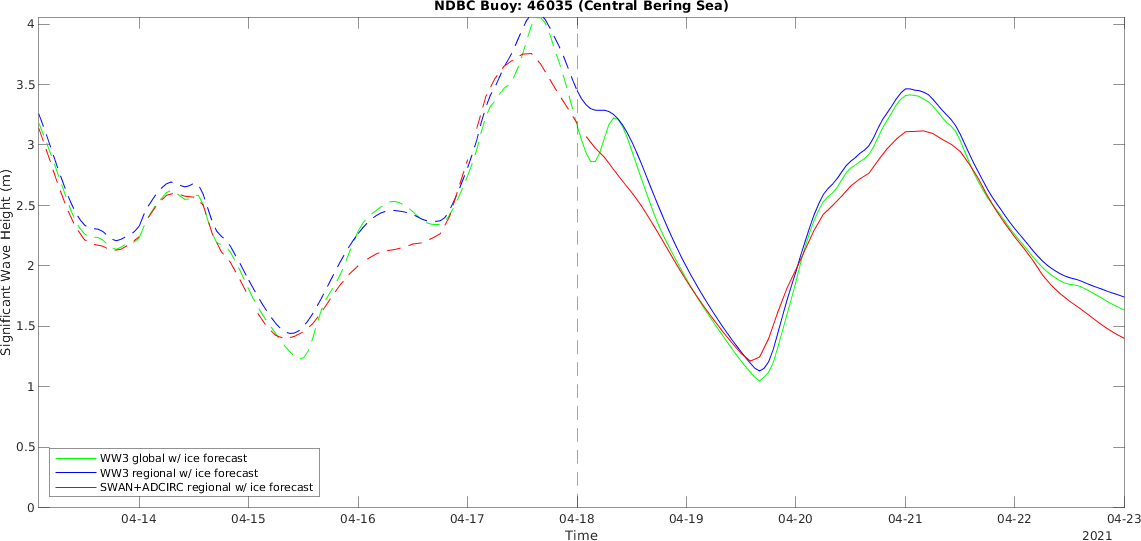 NDBC Buoy: 46035 (Central Bering Sea)
4
3.5
3
2.5
2
1.5
1
0.5
0
Significant Wave Height (m)
WW3 global w/ ice forecast
WW3 regional w/ ice forecast
SWAN+ADCIRC regional w/ ice forecast
04-14 04-15 04-16 04-17 04-18 04-19 04-20 04-21 04-22 04-23
Time 2021